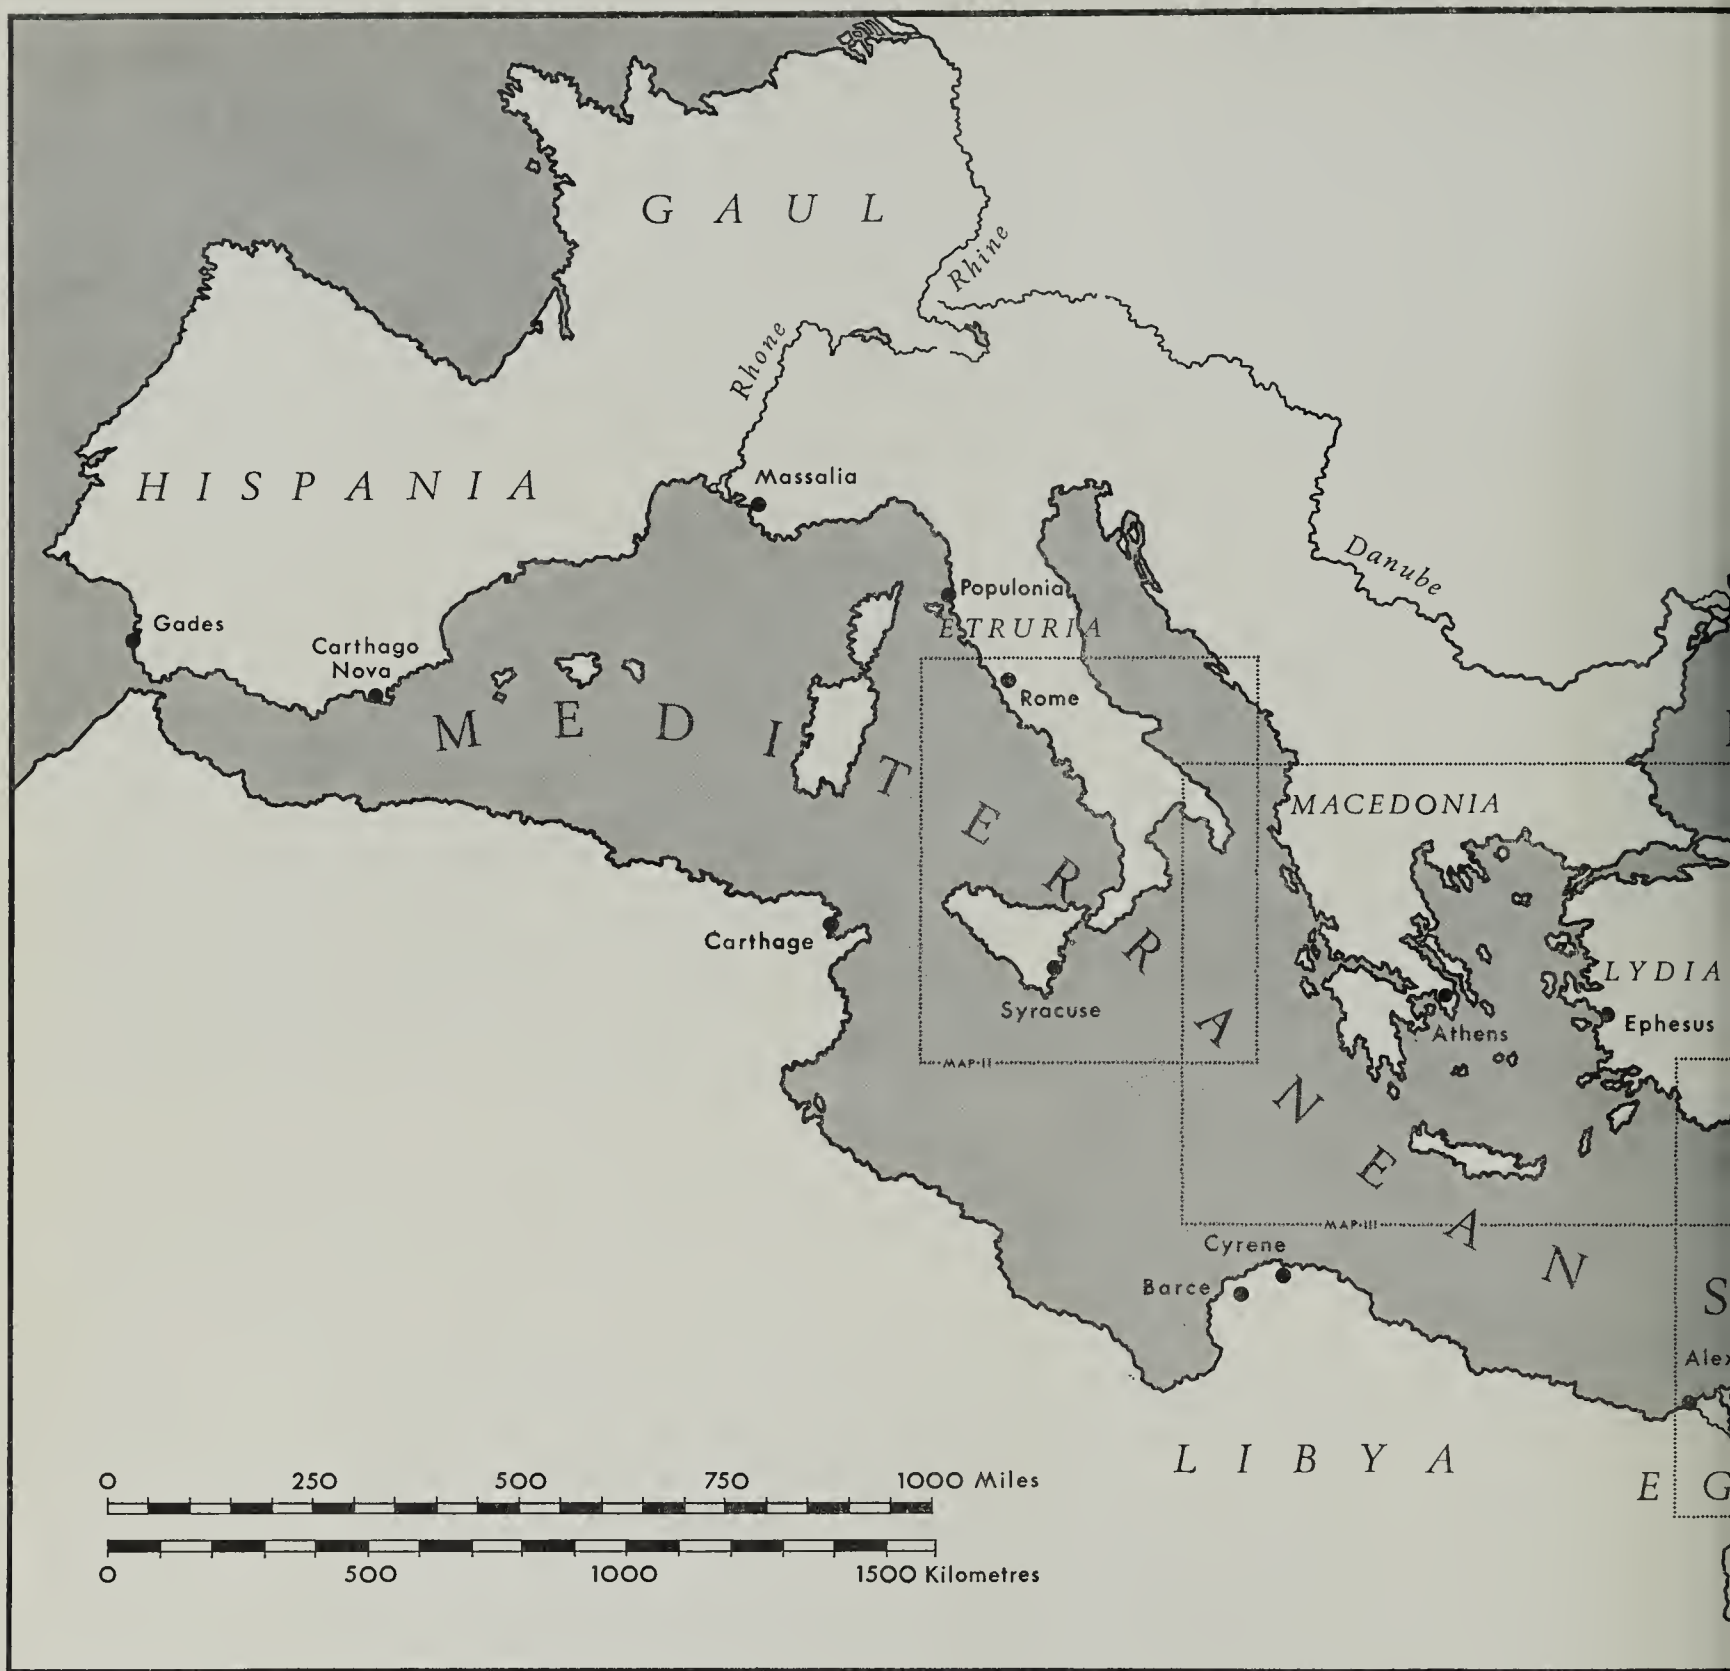 GAUL
Rhine
Rhone
HISPANIA
Massalia
Danube
Populonia
ETRURIA
Gades
Carthago
Nova
Rome
MEDITERRANEAN
MACEDONIA
Carthage
LYDIA
Syracuse
Athens
Ephesus
MAP·II
MAP·III
Cyrene
Barce
S
Alex
LIBYA
E G
0 250 500 750 1000 Miles
0 500 1000 1500 Kilometres